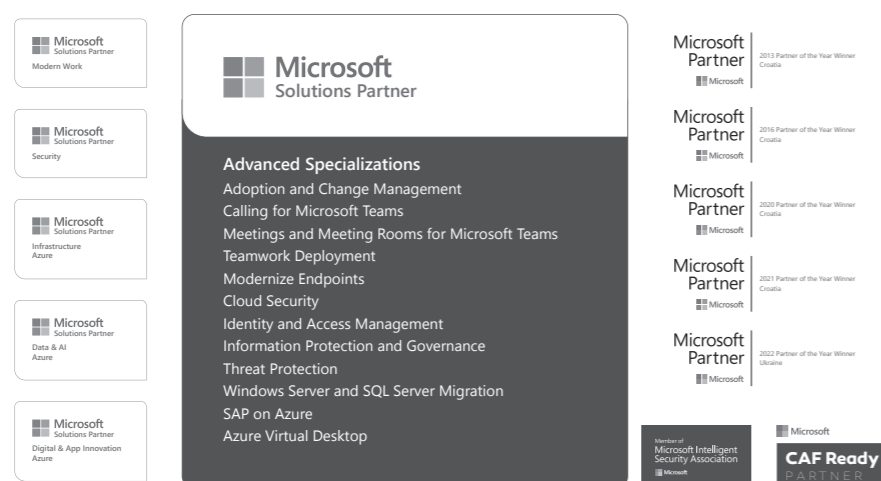 Microsoft
Solutions Partner
Modern Work
Microsoft
Solutions Partner
Security
Microsoft
Solutions Partner
Infrastructure
Azure
Microsoft
Solutions Partner
Data & AI
Azure
Microsoft
Solutions Partner
Digital & App Innovation
Azure
Microsoft
Solutions Partner
Advanced Specializations
Adoption and Change Management
Calling for Microsoft Teams
Meetings and Meeting Rooms for Microsoft Teams
Teamwork Deployment
Modernize Endpoints
Cloud Security
Identity and Access Management
Information Protection and Governance
Threat Protection
Windows Server and SQL Server Migration
SAP on Azure
Azure Virtual Desktop
Microsoft
Partner
Microsoft
2013 Partner of the Year Winner
Croatia
Microsoft
Partner
Microsoft
2016 Partner of the Year Winner
Croatia
Microsoft
Partner
Microsoft
2020 Partner of the Year Winner
Croatia
Microsoft
Partner
Microsoft
2021 Partner of the Year Winner
Croatia
Microsoft
Partner
Microsoft
2022 Partner of the Year Winner
Ukraine
Member of
Microsoft Intelligent
Security Association
Microsoft
Microsoft
CAF Ready
PARTNER